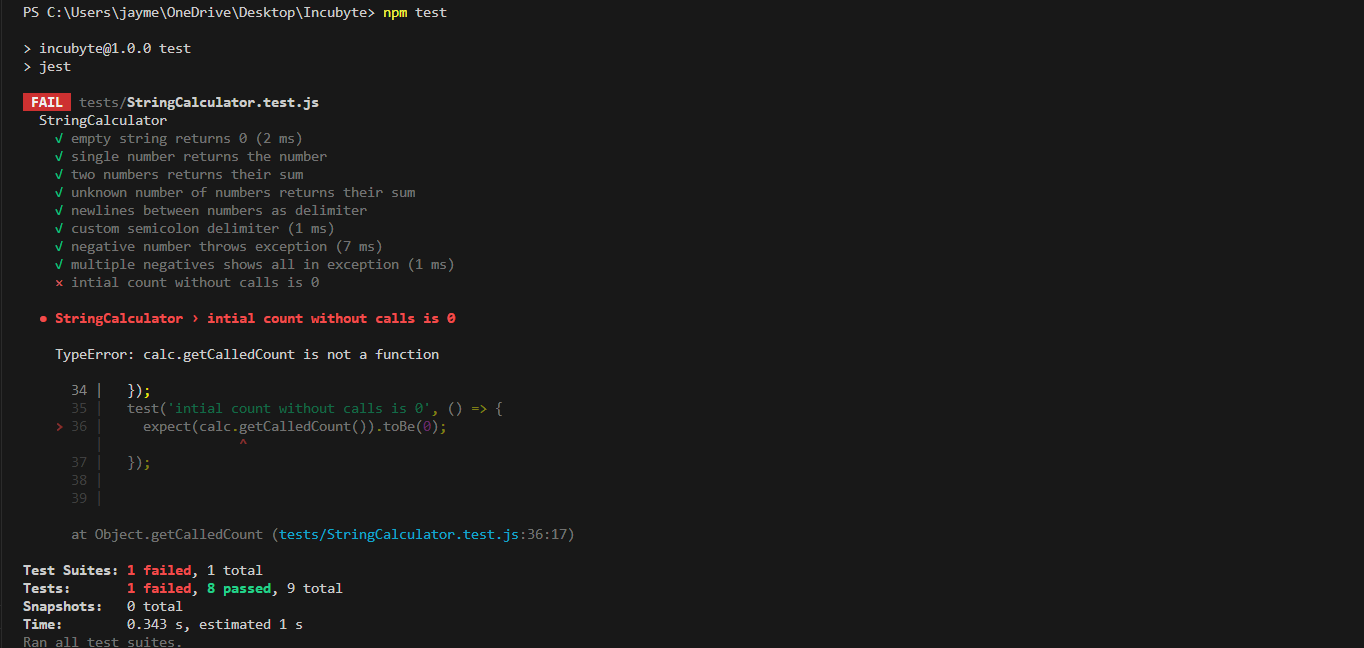 PS C:\Users\jayme\OneDrive\Desktop\Incubyte> npm test
> incubyte@1.0.0 test
> jest
FAIL tests/StringCalculator.test.js
StringCalculator
√ empty string returns 0 (2 ms)
√ single number returns the number
√ two numbers returns their sum
√ unknown number of numbers returns their sum
√ newlines between numbers as delimiter
√ custom semicolon delimiter (1 ms)
√ negative number throws exception (7 ms)
√ multiple negatives shows all in exception (1 ms)
× intial count without calls is 0
● StringCalculator › intial count without calls is 0
TypeError: calc.getCalledCount is not a function
34 | });
35 | test('intial count without calls is 0', () => {
> 36 | expect(calc.getCalledCount()).toBe(0);
| ^
37 | });
38 |
39 |
at Object.getCalledCount (tests/StringCalculator.test.js:36:17)
Test Suites: 1 failed, 1 total
Tests: 1 failed, 8 passed, 9 total
Snapshots: 0 total
Time: 0.343 s, estimated 1 s
Ran all test suites.